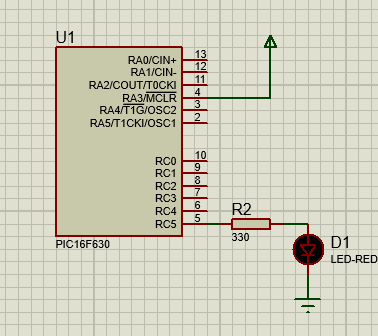 U1
RA0/CIN+ 13
RA1/CIN- 12
RA2/COUT/T0CKI 11
RA3/MCLR 4
RA4/T1G/OSC2 3
RA5/T1CKI/OSC1 2
RC0 10
RC1 9
RC2 8
RC3 7
RC4 6
RC5 5
PIC16F630
R2
330
D1
LED-RED